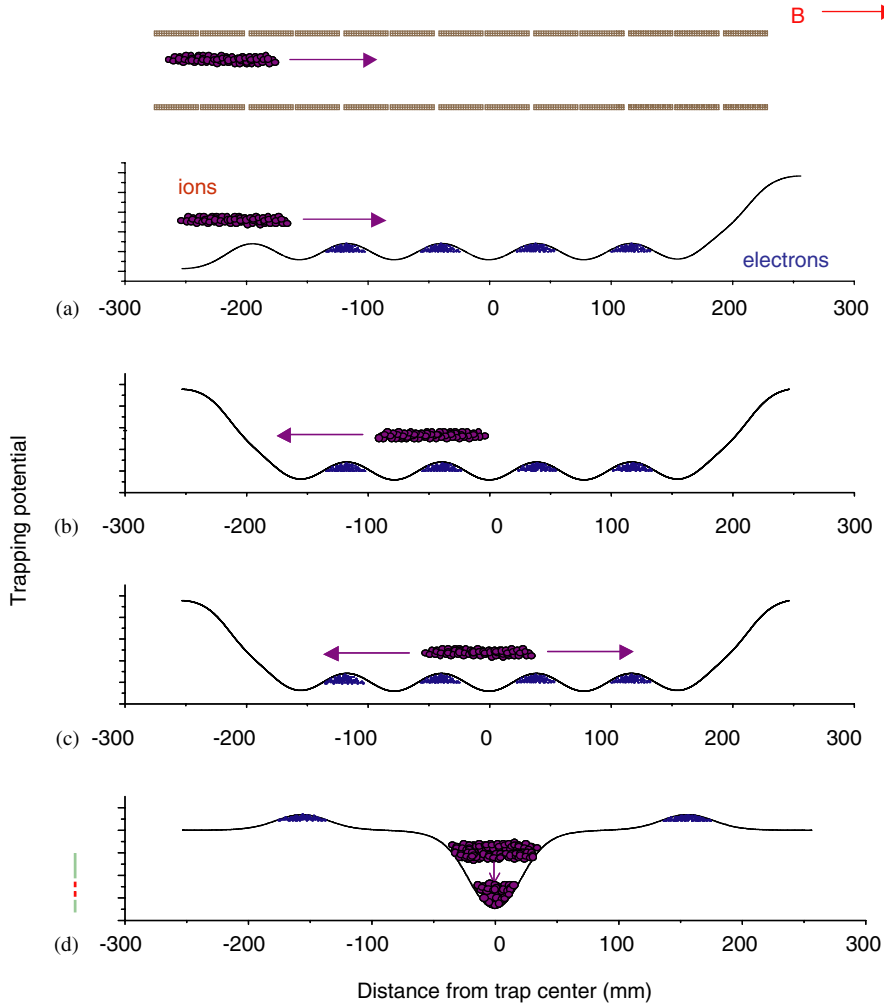 B
ions
electrons
(a) -300 -200 -100 0 100 200 300
(b) -300 -200 -100 0 100 200 300
(c) -300 -200 -100 0 100 200 300
(d) -300 -200 -100 0 100 200 300
Trapping potential
Distance from trap center (mm)